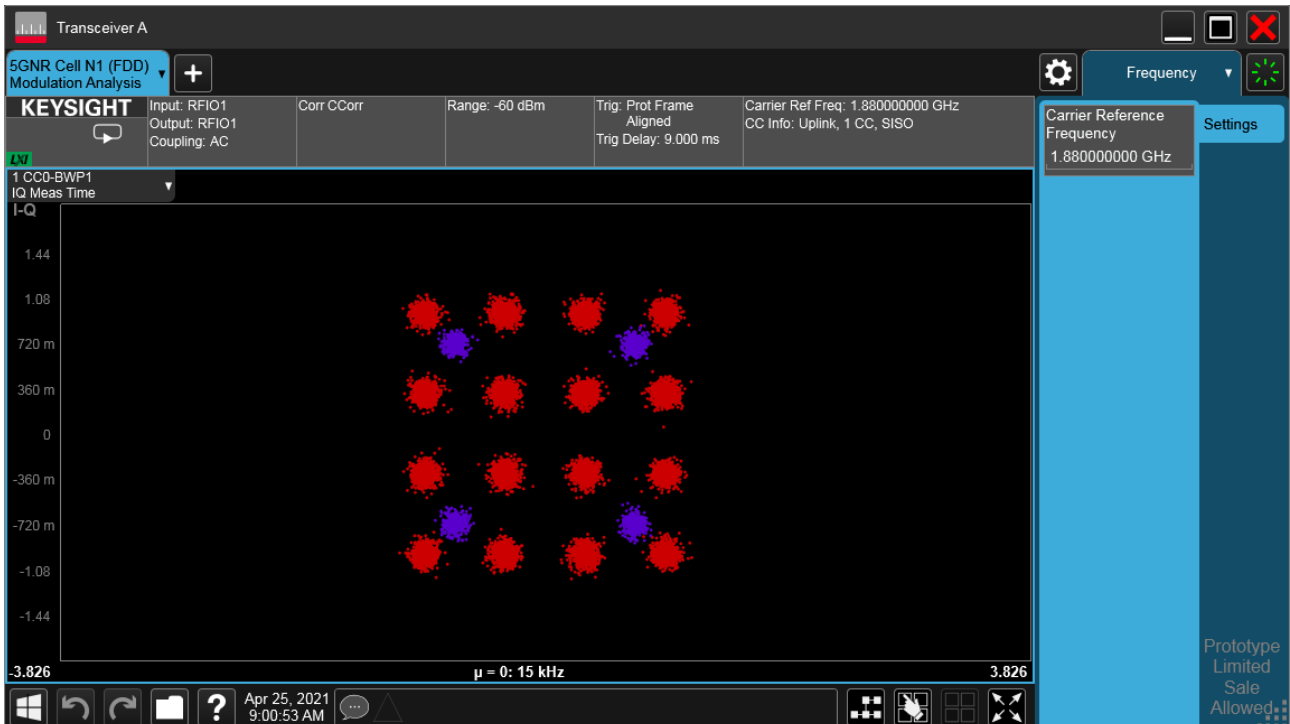 Transceiver A
5GNR Cell N1 (FDD)
Modulation Analysis
+
Frequency
KEYSIGHT
LXI
Input: RFIO1
Output: RFIO1
Coupling: AC
Corr CCorr
Range: -60 dBm
Trig: Prot Frame
Aligned
Trig Delay: 9.000 ms
Carrier Ref Freq: 1.880000000 GHz
CC Info: Uplink, 1 CC, SISO
Carrier Reference
Frequency
1.880000000 GHz
Settings
1 CC0-BWP1
IQ Meas Time
I-Q
1.44
1.08
720 m
360 m
0
-360 m
-720 m
-1.08
-1.44
-3.826
µ = 0: 15 kHz
3.826
?
Apr 25, 2021
9:00:53 AM
Prototype
Limited
Sale
Allowed